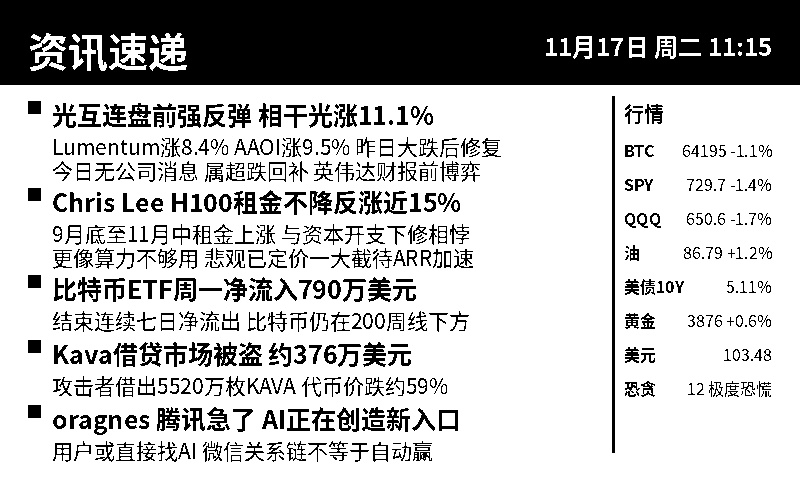 资讯速递
11月17日 周二 11:15
光互连盘前强反弹 相干光涨11.1%
Lumentum涨8.4% AAOI涨9.5% 昨日大跌后修复
今日无公司消息 属超跌回补 英伟达财报前博弈
Chris Lee H100租金不降反涨近15%
9月底至11月中租金上涨 与资本开支下修相悖
更像算力不够用 悲观已定价一大截待ARR加速
比特币ETF周一净流入790万美元
结束连续七日净流出 比特币仍在200周线下方
Kava借贷市场被盗 约376万美元
攻击者借出5520万枚KAVA 代币价跌约59%
oragnes 腾讯急了 AI正在创造新入口
用户或直接找AI 微信关系链不等于自动赢
行情
BTC 64195 -1.1%
SPY 729.7 -1.4%
QQQ 650.6 -1.7%
油 86.79 +1.2%
美债10Y 5.11%
黄金 3876 +0.6%
美元 103.48
恐贪 12 极度恐慌